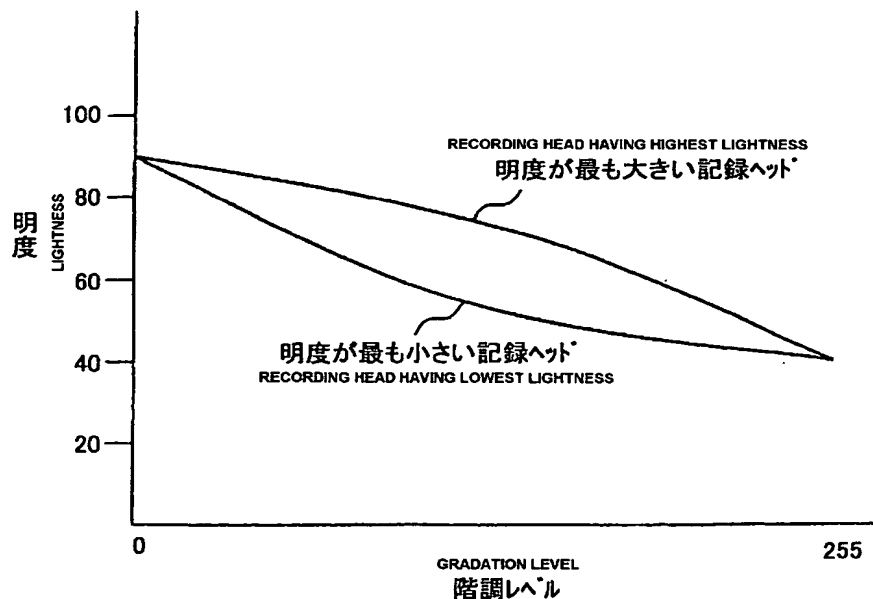 100
80
60
40
20
明度
LIGHTNESS
RECORDING HEAD HAVING HIGHEST LIGHTNESS
明度が最も大きい記録ヘッド
明度が最も小さい記録ヘッド
RECORDING HEAD HAVING LOWEST LIGHTNESS
0
255
GRADATION LEVEL
階調レベル